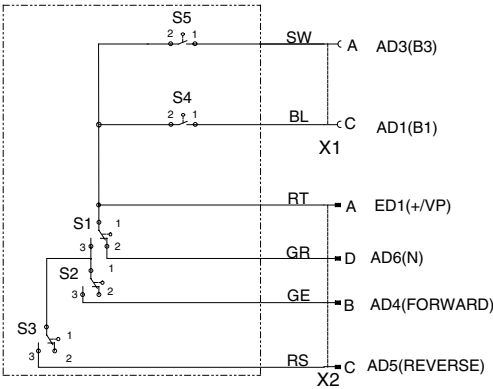 S5
2 1 SW A AD3(B3)
S4
2 1 BL C AD1(B1)
X1
RT A ED1(+/VP)
S1 1
3 2 GR D AD6(N)
S2 1
3 2 GE B AD4(FORWARD)
S3 1
3 2 RS C AD5(REVERSE)
X2